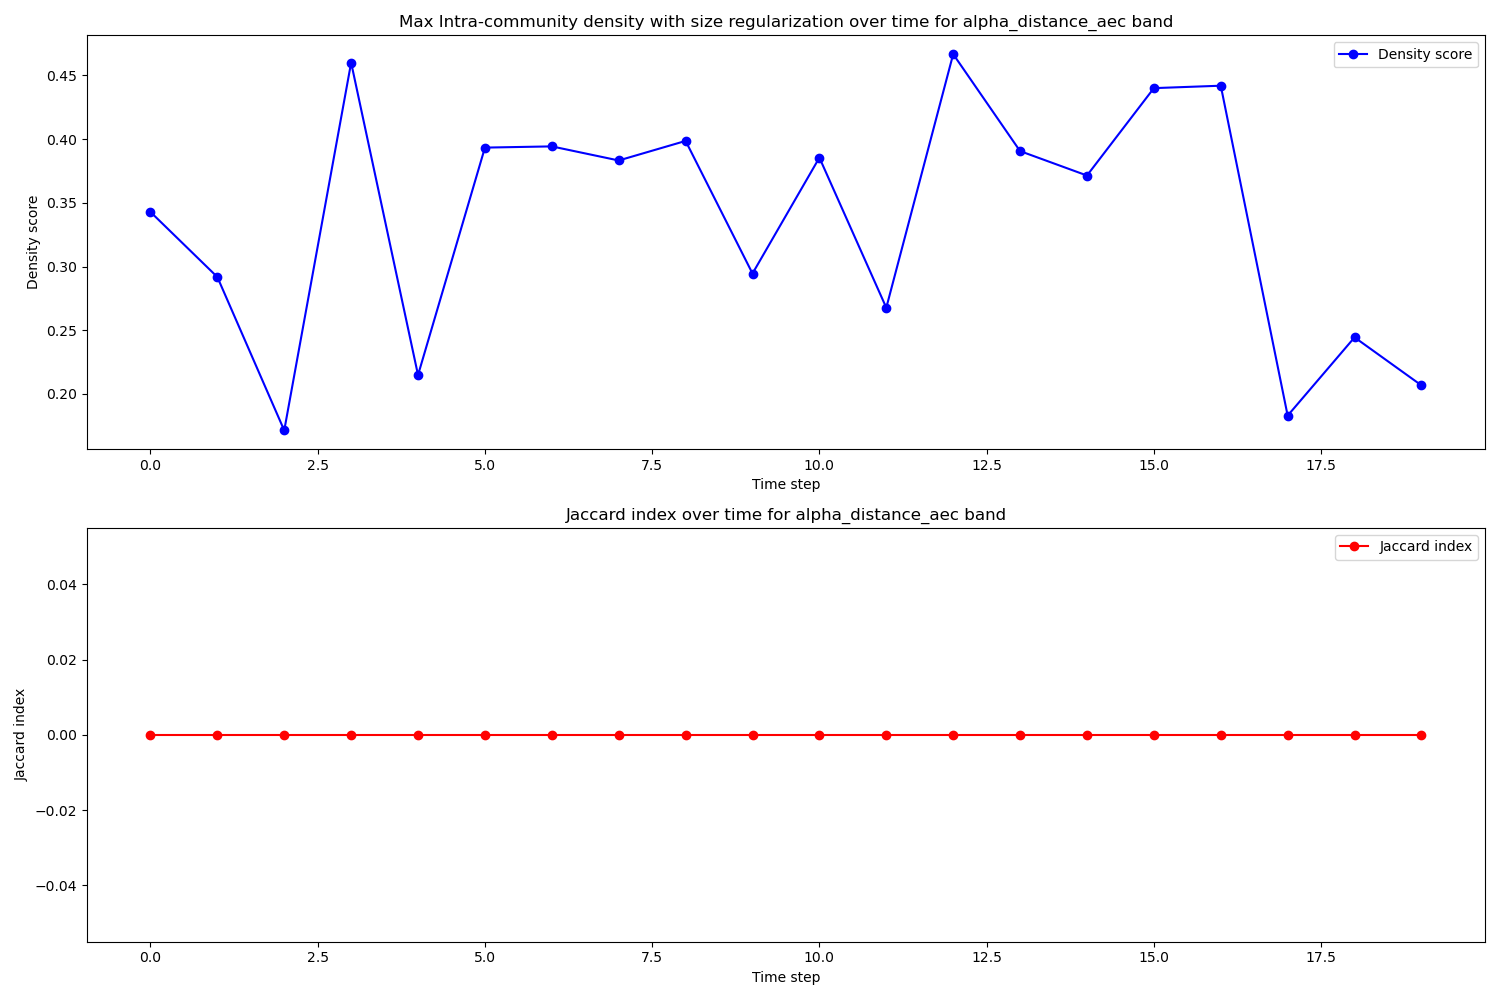 Max Intra-community density with size regularization over time for alpha_distance_aec band
Density score
0.45
0.40
0.35
0.30
0.25
0.20
Density score
0.0 2.5 5.0 7.5 10.0 12.5 15.0 17.5
Time step
Jaccard index over time for alpha_distance_aec band
Jaccard index
0.04
0.02
0.00
−0.02
−0.04
Jaccard index
0.0 2.5 5.0 7.5 10.0 12.5 15.0 17.5
Time step